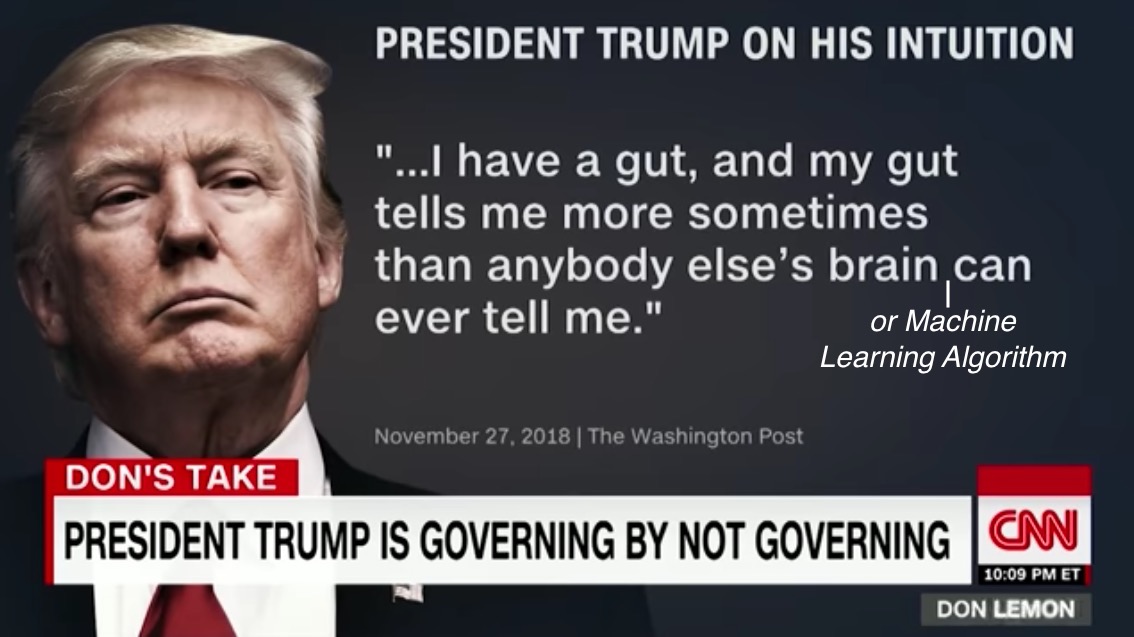 PRESIDENT TRUMP ON HIS INTUITION
"...I have a gut, and my gut
tells me more sometimes
than anybody else's brain can
ever tell me."
or Machine
Learning Algorithm
November 27, 2018 | The Washington Post
DON'S TAKE
PRESIDENT TRUMP IS GOVERNING BY NOT GOVERNING
CNN
10:09 PM ET
DON LEMON